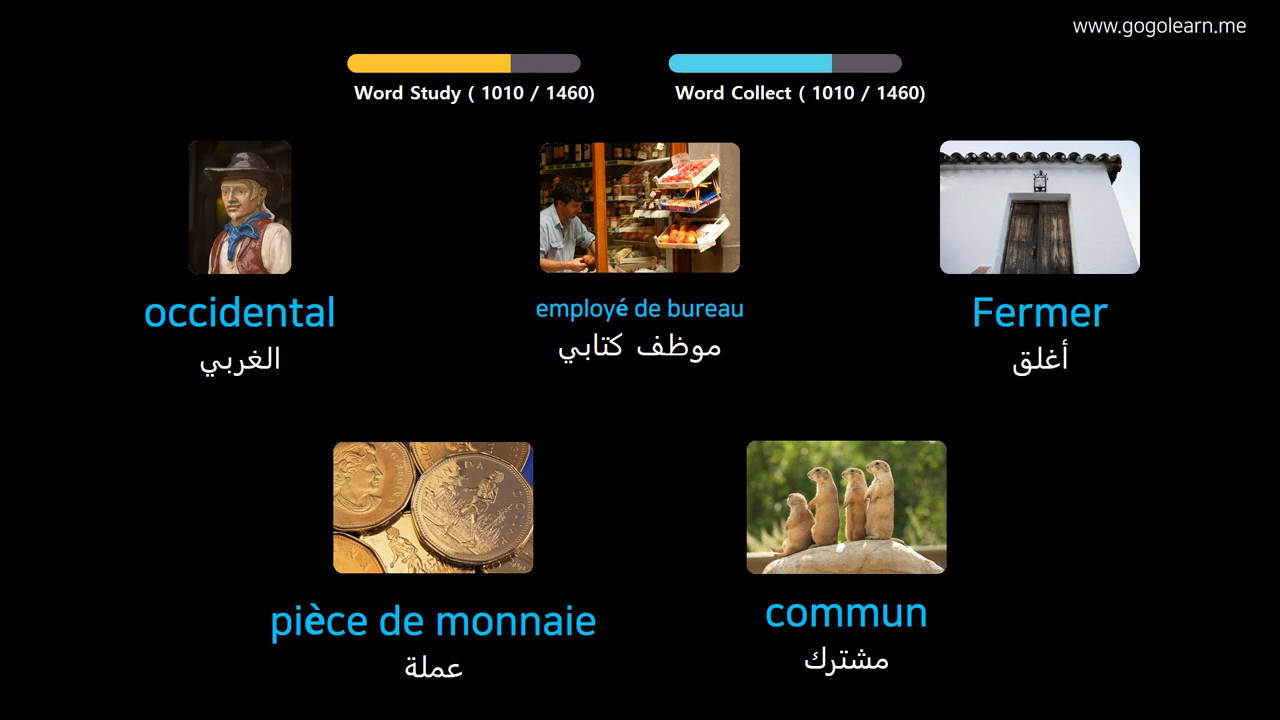 www.gogolearn.me
Word Study ( 1010 / 1460)
Word Collect ( 1010 / 1460)
occidental
الغربي
employé de bureau
موظف كتابي
Fermer
أغلق
pièce de monnaie
عملة
commun
مشترك
CANADA